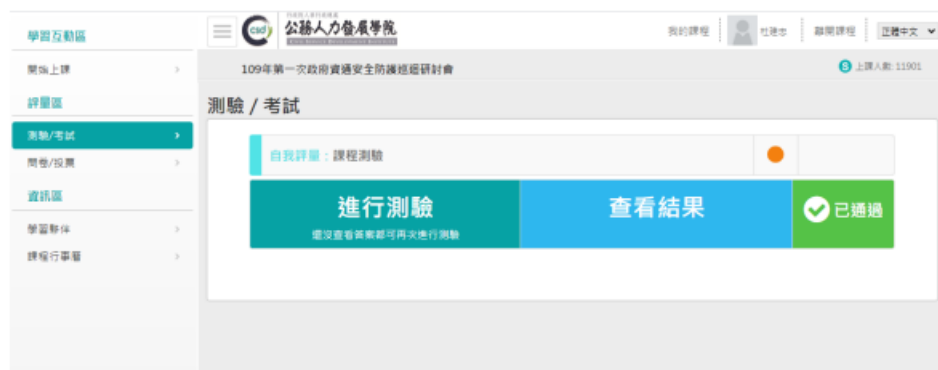 學習互動區
開始上課
評量區
測驗/考試
問卷/投票
資訊區
學習夥伴
課程行事曆
csdi
公務人力發展學院
我的課程
離開課程
正體中文
109年第一次政府資通安全防護巡迴研討會
S 上課人數: 11901
測驗 / 考試
自我評量：課程測驗
進行測驗
還沒查看答案都可再次進行測驗
查看結果
已通過